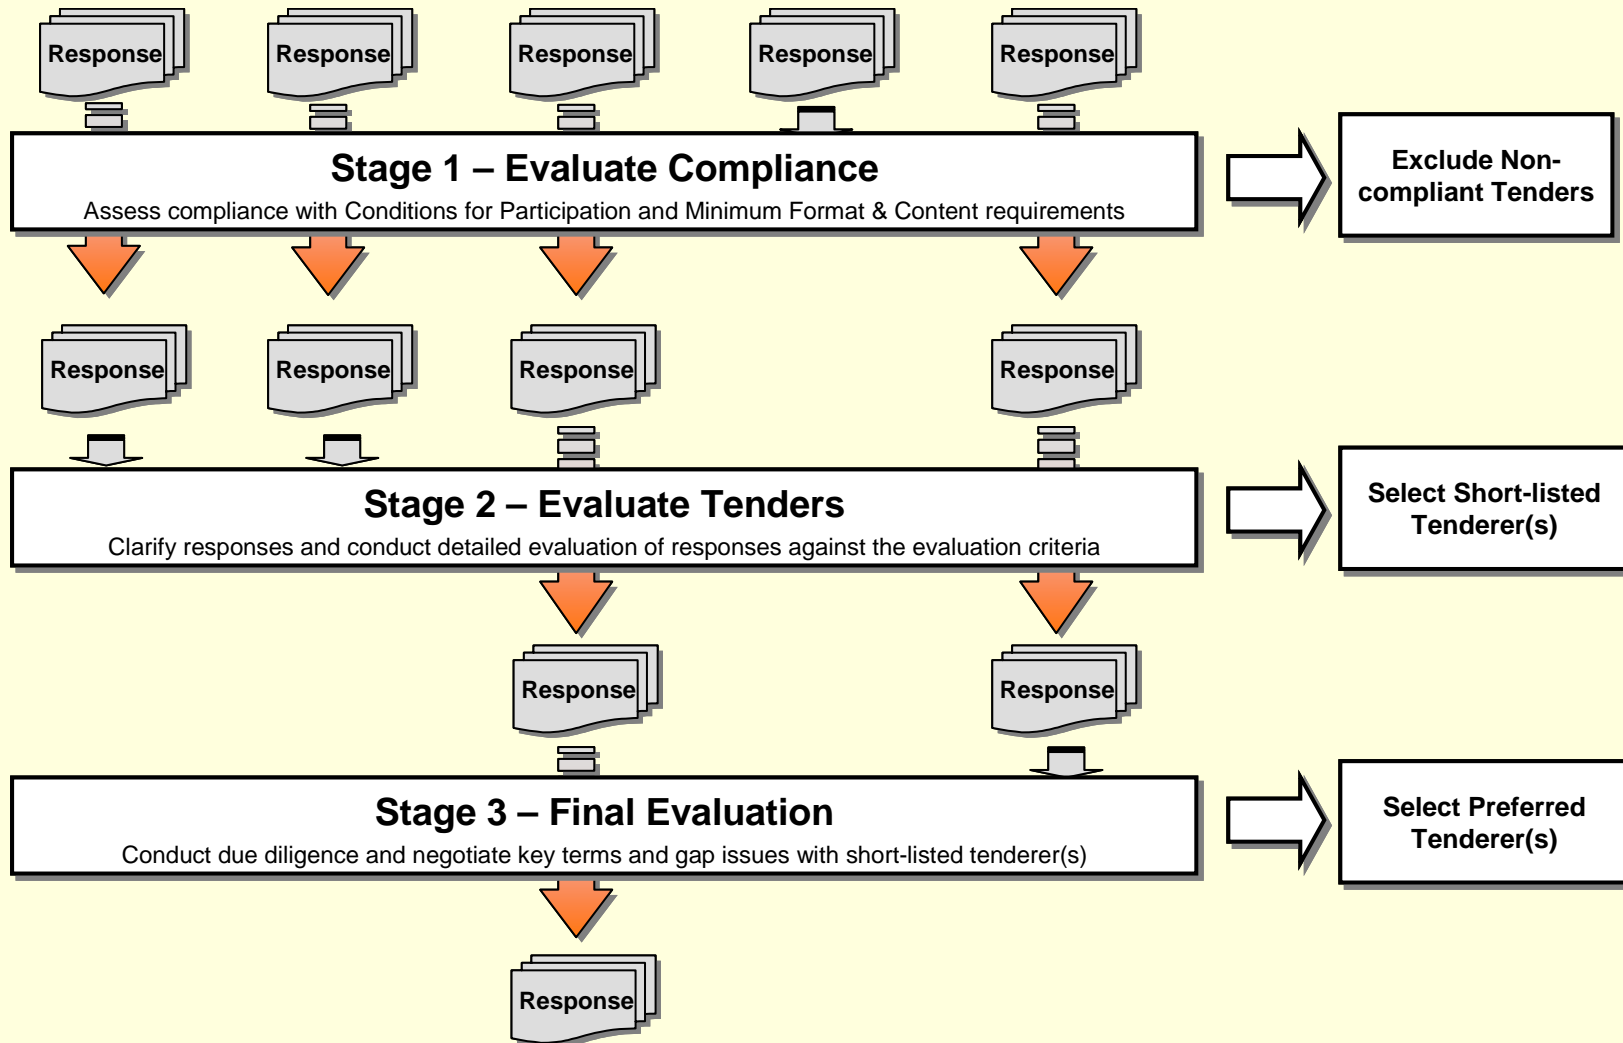 Response
Response
Response
Response
Response
Stage 1 – Evaluate Compliance
Assess compliance with Conditions for Participation and Minimum Format & Content requirements
Exclude Non-
compliant Tenders
Response
Response
Response
Response
Stage 2 – Evaluate Tenders
Clarify responses and conduct detailed evaluation of responses against the evaluation criteria
Select Short-listed
Tenderer(s)
Response
Response
Stage 3 – Final Evaluation
Conduct due diligence and negotiate key terms and gap issues with short-listed tenderer(s)
Select Preferred
Tenderer(s)
Response